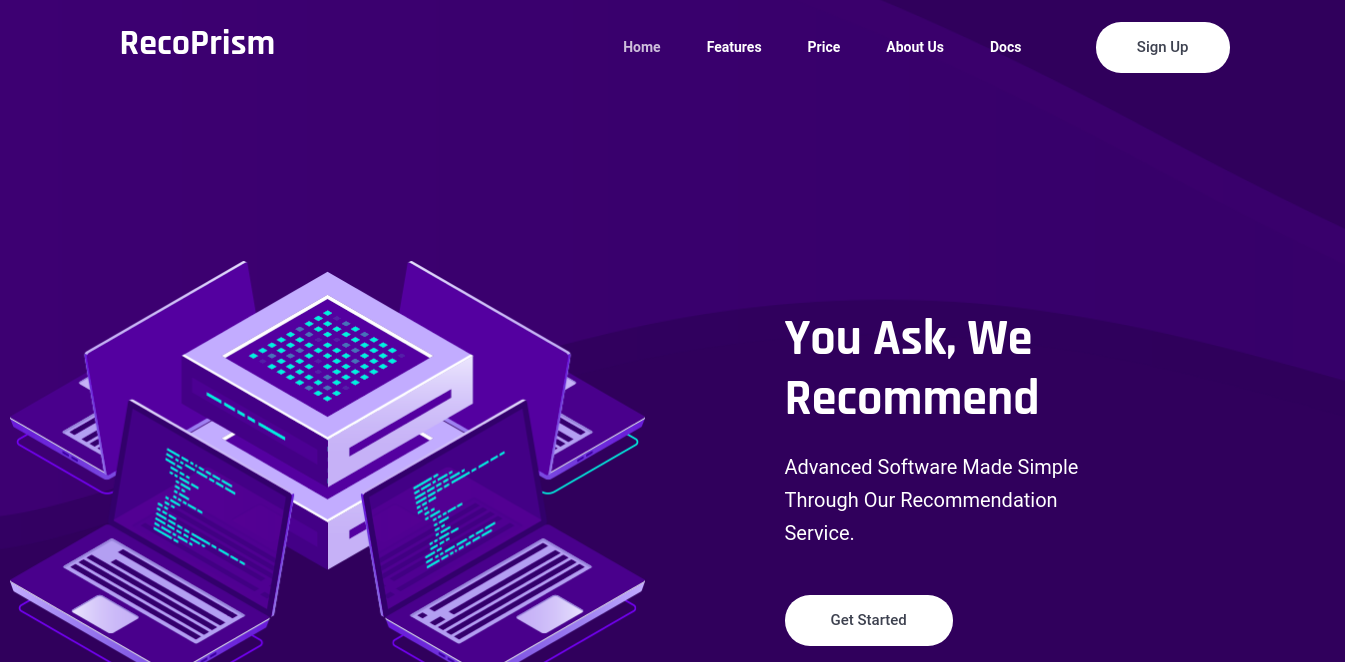 RecoPrism
Home Features Price About Us Docs Sign Up
You Ask, We
Recommend
Advanced Software Made Simple
Through Our Recommendation
Service.
Get Started